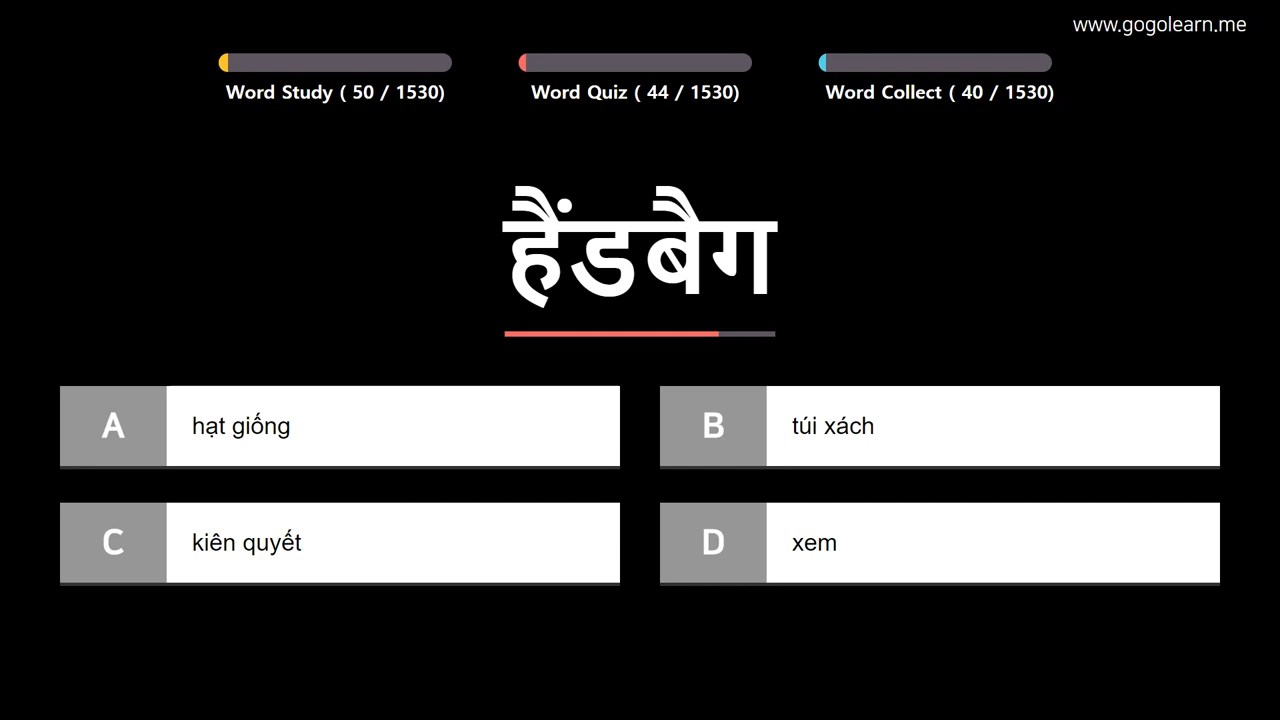 www.gogolearn.me
Word Study ( 50 / 1530)
Word Quiz ( 44 / 1530)
Word Collect ( 40 / 1530)
हैंडबैग
A hạt giống
B túi xách
C kiên quyết
D xem